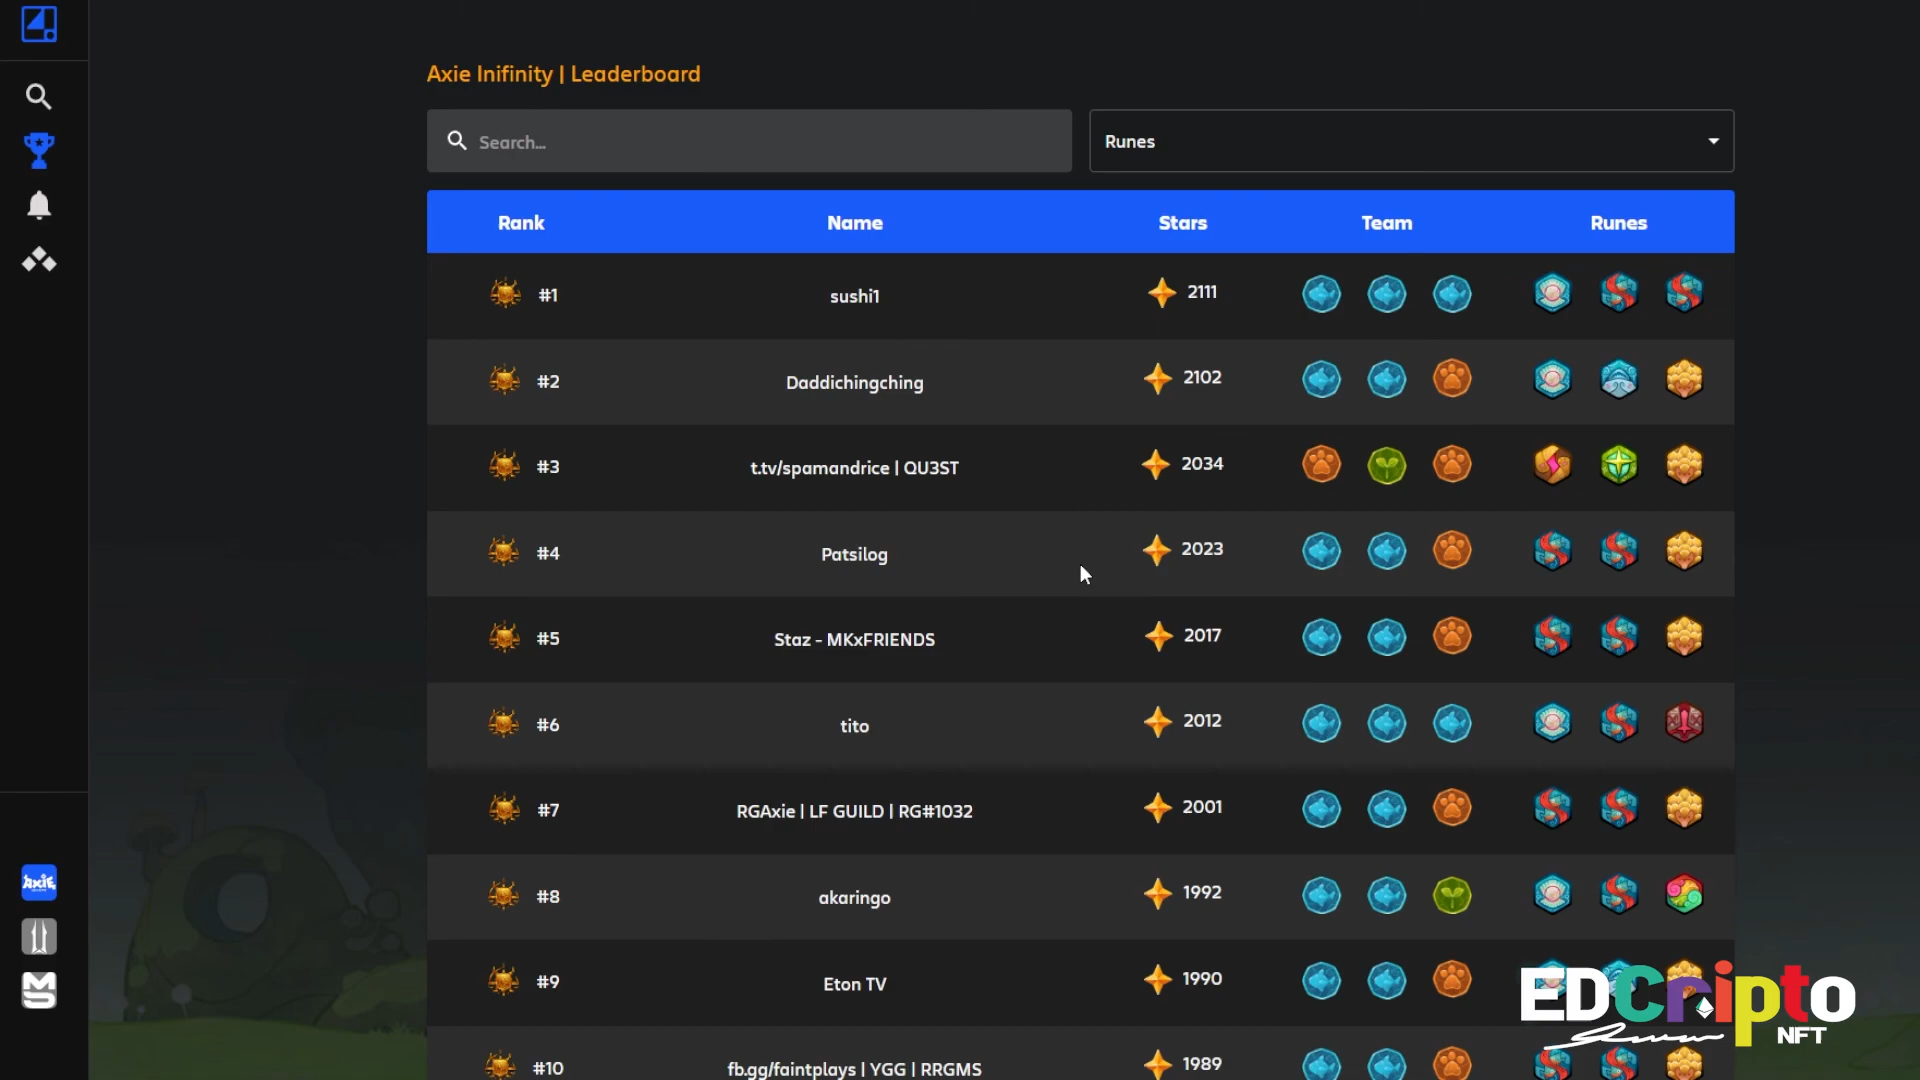 Axie Inifinity | Leaderboard
Search...
Runes
Rank Name Stars Team Runes
#1 sushi1 2111
#2 Daddichingching 2102
#3 t.tv/spamandrice | QU3ST 2034
#4 Patsilog 2023
#5 Staz - MKxFRIENDS 2017
#6 tito 2012
#7 RGAxie | LF GUILD | RG#1032 2001
#8 akaringo 1992
#9 Eton TV 1990
#10 fb.gg/faintplays | YGG | RRGMS 1989
AXIE
MS
EDCripto
NFT